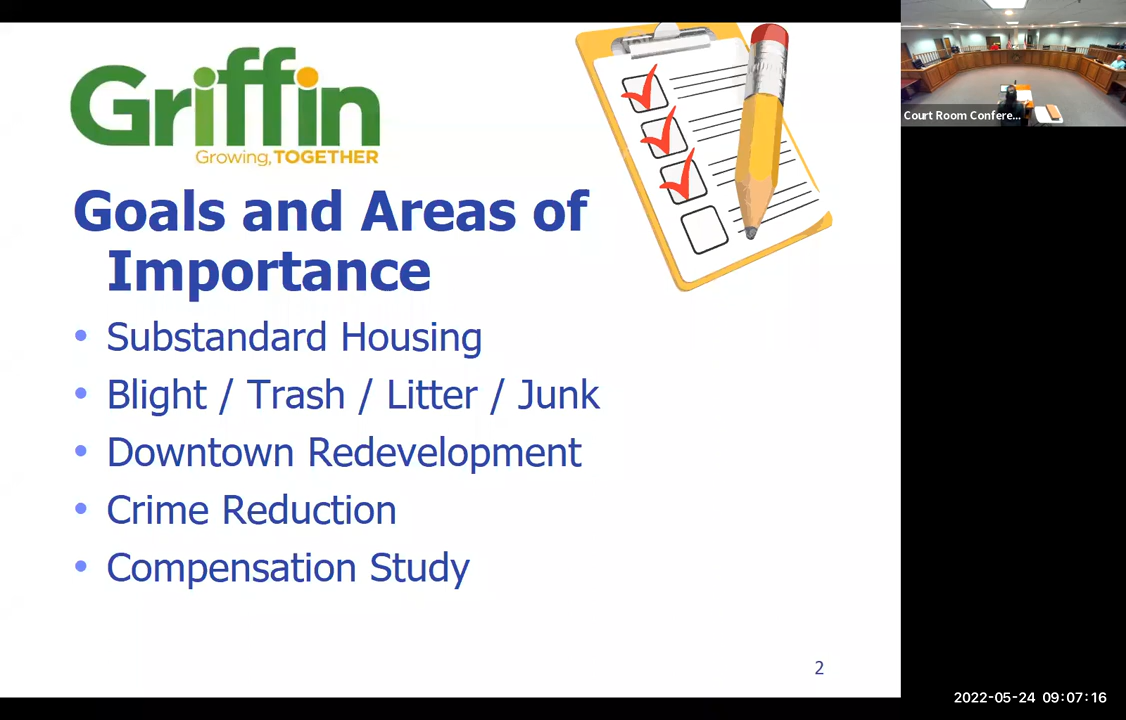 Griffin
Growing, TOGETHER
Goals and Areas of
Importance
• Substandard Housing
• Blight / Trash / Litter / Junk
• Downtown Redevelopment
• Crime Reduction
• Compensation Study
2
Court Room Confere...
2022-05-24 09:07:16